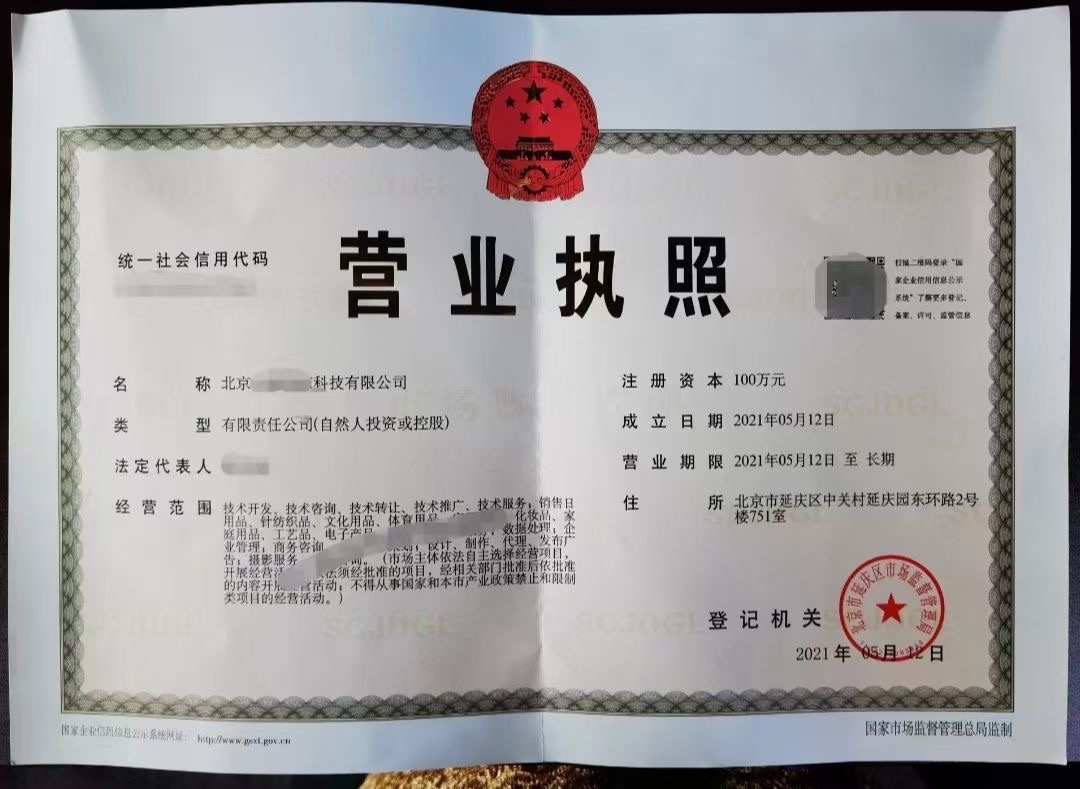 营业执照
统一社会信用代码
扫描二维码登录“国
家企业信用信息公示
系统”了解更多登记、
备案、许可、监管信息
名 称 北京 科技有限公司
类 型 有限责任公司(自然人投资或控股)
法定代表人
经营范围 技术开发、技术咨询、技术转让、技术推广、技术服务；销售日
用品、针纺织品、文化用品、体育用品 、化妆品、家
庭用品、工艺品、电子产品 、数据处理；企
业管理；商务咨询 设计、制作、代理、发布广
告；摄影服务 询。（市场主体依法自主选择经营项目，
开展经营活 法须经批准的项目，经相关部门批准后依批准
的内容开展经营活动；不得从事国家和本市产业政策禁止和限制
类项目的经营活动。）
注册资本 100万元
成立日期 2021年05月12日
营业期限 2021年05月12日 至 长期
住 所 北京市延庆区中关村延庆园东环路2号
楼751室
登记机关
北京市延庆区市场监督管理局
2021 年 05月 12 日
国家企业信用信息公示系统网址： http://www.gsxt.gov.cn
国家市场监督管理总局监制